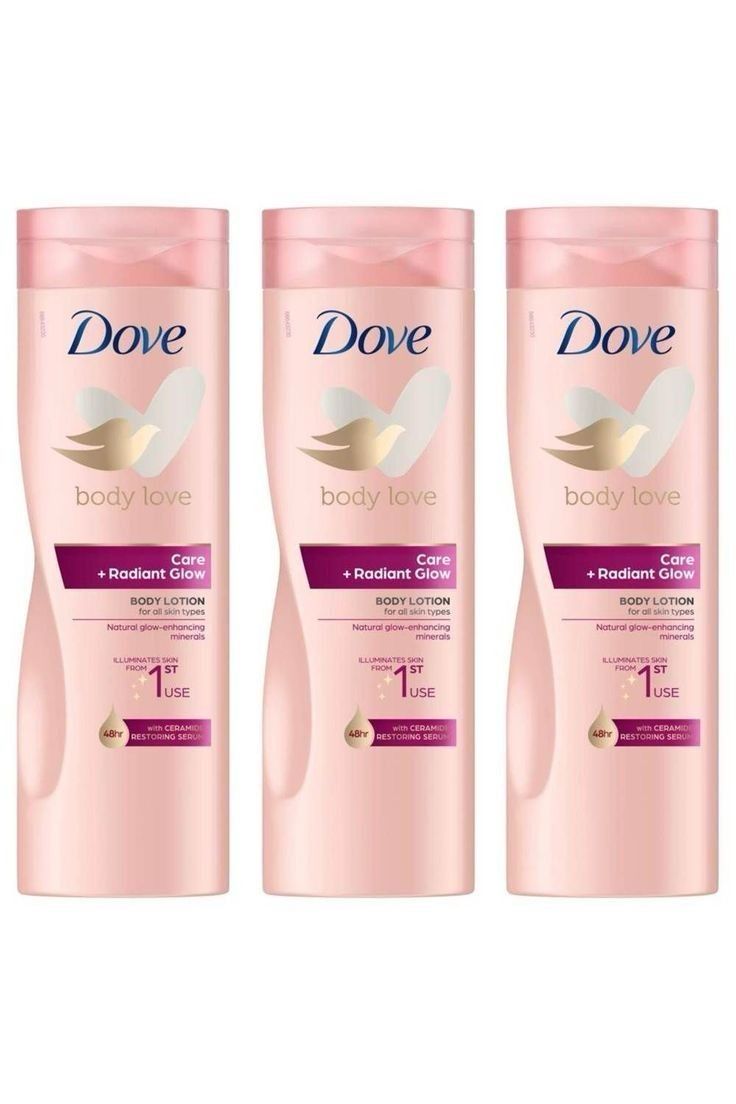 Dove
body love
Care
+ Radiant Glow
BODY LOTION
for all skin types
Natural glow-enhancing
minerals
ILLUMINATES SKIN
FROM 1ST
USE
48hr
with CERAMIDE
RESTORING SERUM
Dove
body love
Care
+ Radiant Glow
BODY LOTION
for all skin types
Natural glow-enhancing
minerals
ILLUMINATES SKIN
FROM 1ST
USE
48hr
with CERAMIDE
RESTORING SERUM
Dove
body love
Care
+ Radiant Glow
BODY LOTION
for all skin types
Natural glow-enhancing
minerals
ILLUMINATES SKIN
FROM 1ST
USE
48hr
with CERAMIDE
RESTORING SERUM